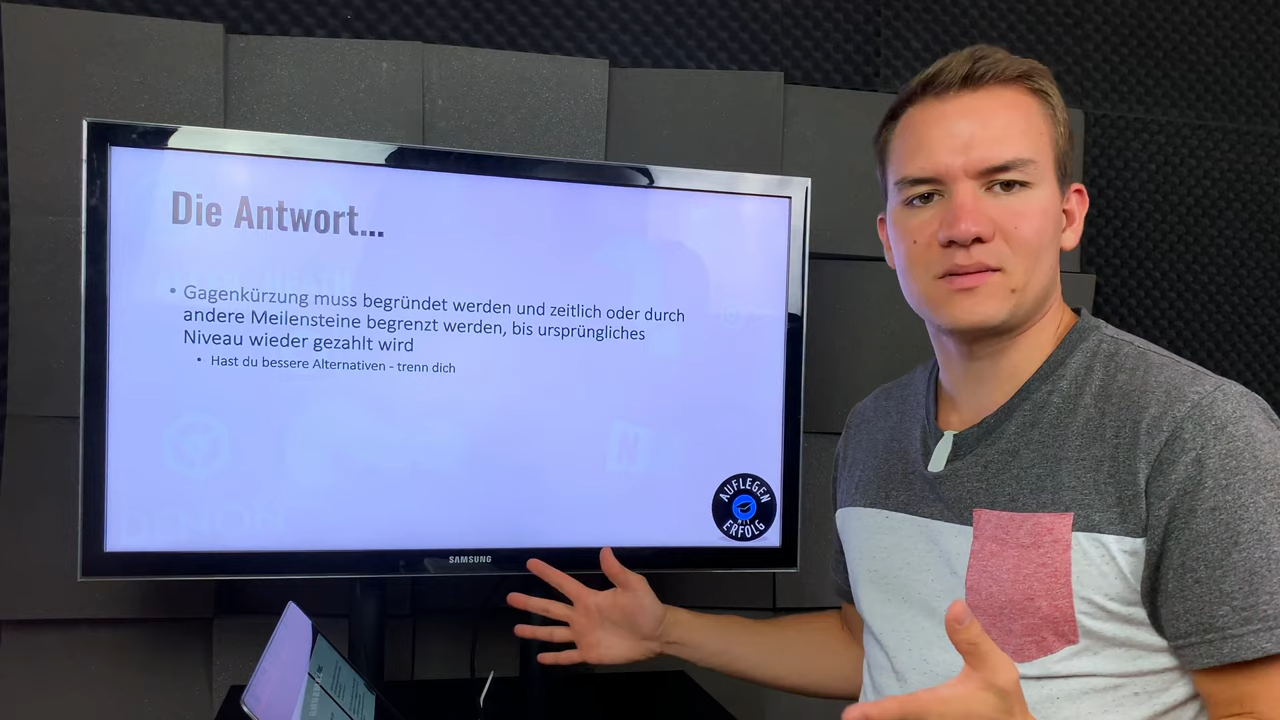 Die Antwort...
• Gagenkürzung muss begründet werden und zeitlich oder durch
andere Meilensteine begrenzt werden, bis ursprüngliches
Niveau wieder gezahlt wird
• Hast du bessere Alternativen - trenn dich
AUFLEGEN
MIT
ERFOLG
SAMSUNG